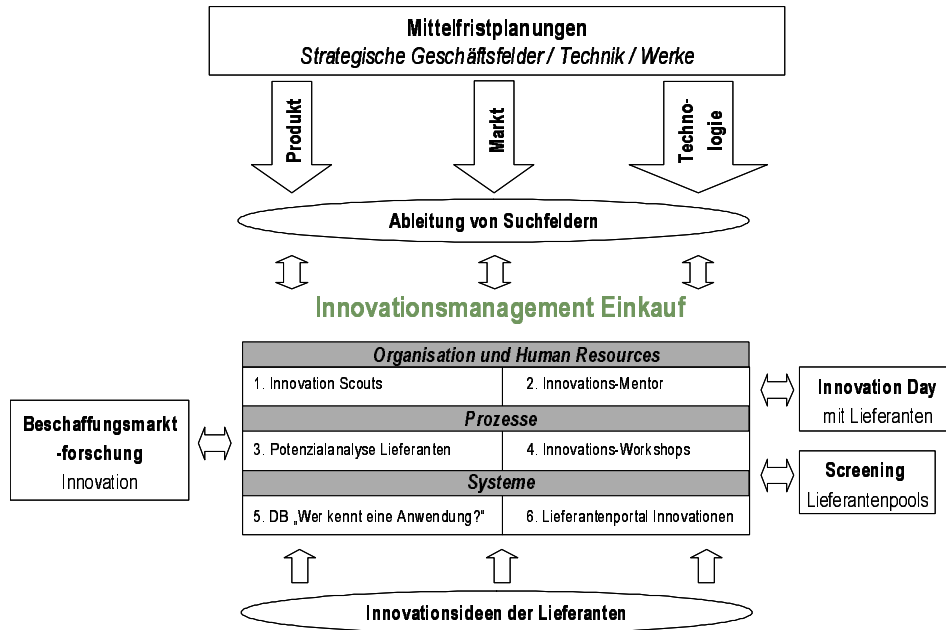 Mittelfristplanungen
Strategische Geschäftsfelder / Technik / Werke
Produkt
Markt
Techno-
logie
Ableitung von Suchfeldern
Innovationsmanagement Einkauf
Organisation und Human Resources
1. Innovation Scouts
2. Innovations-Mentor
Prozesse
3. Potenzialanalyse Lieferanten
4. Innovations-Workshops
Systeme
5. DB „Wer kennt eine Anwendung?“
6. Lieferantenportal Innovationen
Beschaffungsmarkt
-forschung
Innovation
Innovation Day
mit Lieferanten
Screening
Lieferantenpools
Innovationsideen der Lieferanten